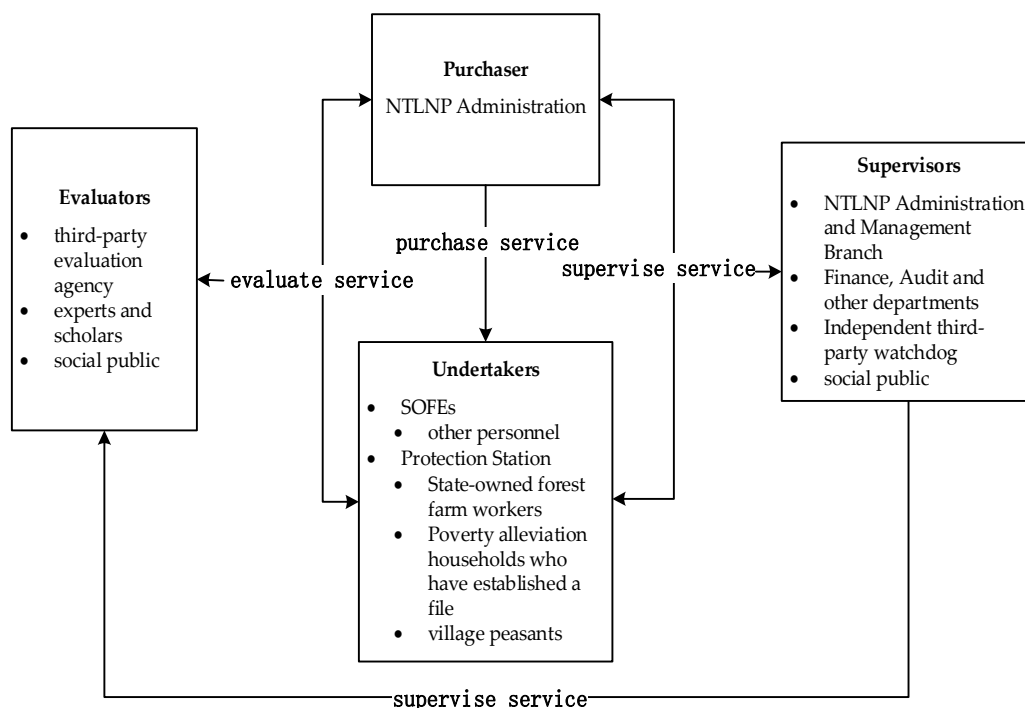 Purchaser
NTLNP Administration
Evaluators
• third-party
evaluation
agency
• experts and
scholars
• social public
evaluate service
purchase service
supervise service
Supervisors
• NTLNP Administration
and Management
Branch
• Finance, Audit and
other departments
• Independent third-
party watchdog
• social public
Undertakers
• SOFEs
• other personnel
• Protection Station
• State-owned forest
farm workers
• Poverty alleviation
households who
have established a
file
• village peasants
supervise service